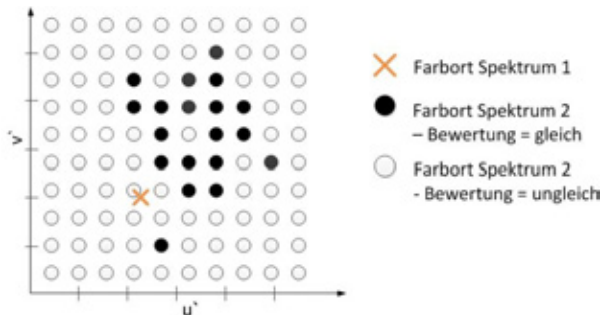 v`
u`
Farbort Spektrum 1
Farbort Spektrum 2
– Bewertung = gleich
Farbort Spektrum 2
- Bewertung = ungleich